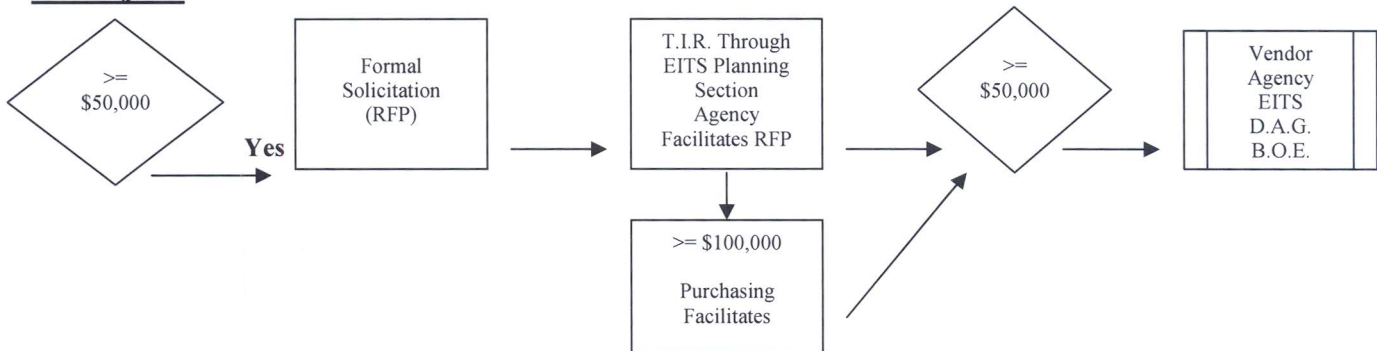 >=
$50,000
Yes
Formal
Solicitation
(RFP)
T.I.R. Through
EITS Planning
Section
Agency
Facilitates RFP
>= $100,000
Purchasing
Facilitates
>=
$50,000
Vendor
Agency
EITS
D.A.G.
B.O.E.